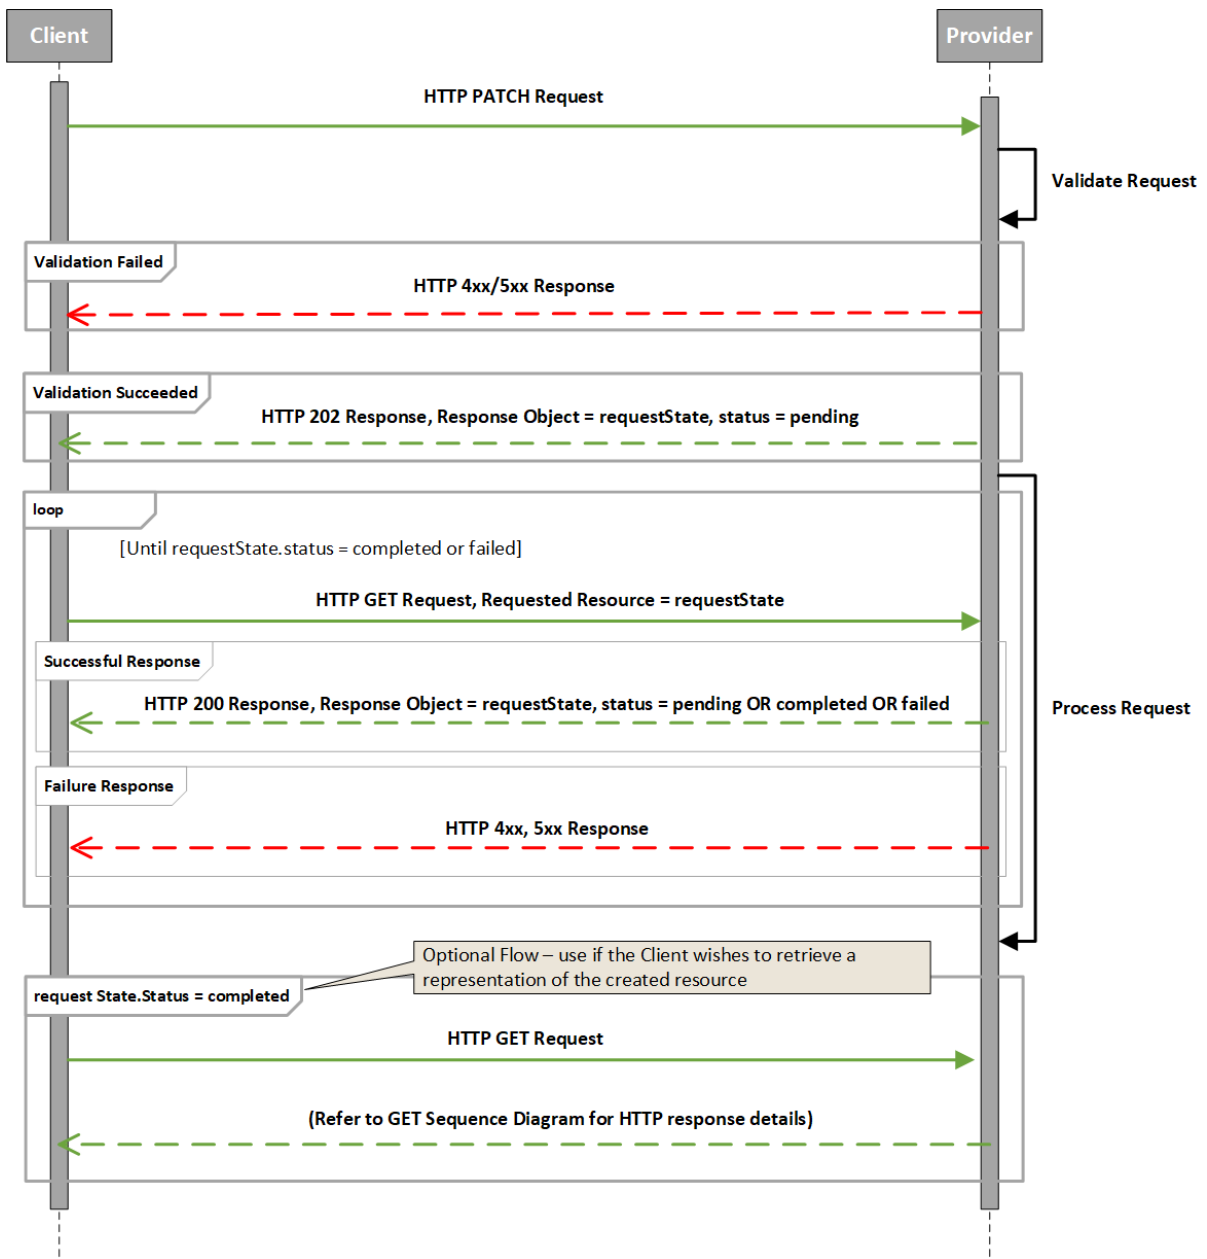 Client
Provider
HTTP PATCH Request
Validate Request
Validation Failed
HTTP 4xx/5xx Response
Validation Succeeded
HTTP 202 Response, Response Object = requestState, status = pending
loop
[Until requestState.status = completed or failed]
HTTP GET Request, Requested Resource = requestState
Successful Response
HTTP 200 Response, Response Object = requestState, status = pending OR completed OR failed
Process Request
Failure Response
HTTP 4xx, 5xx Response
Optional Flow – use if the Client wishes to retrieve a
representation of the created resource
request State.Status = completed
HTTP GET Request
(Refer to GET Sequence Diagram for HTTP response details)